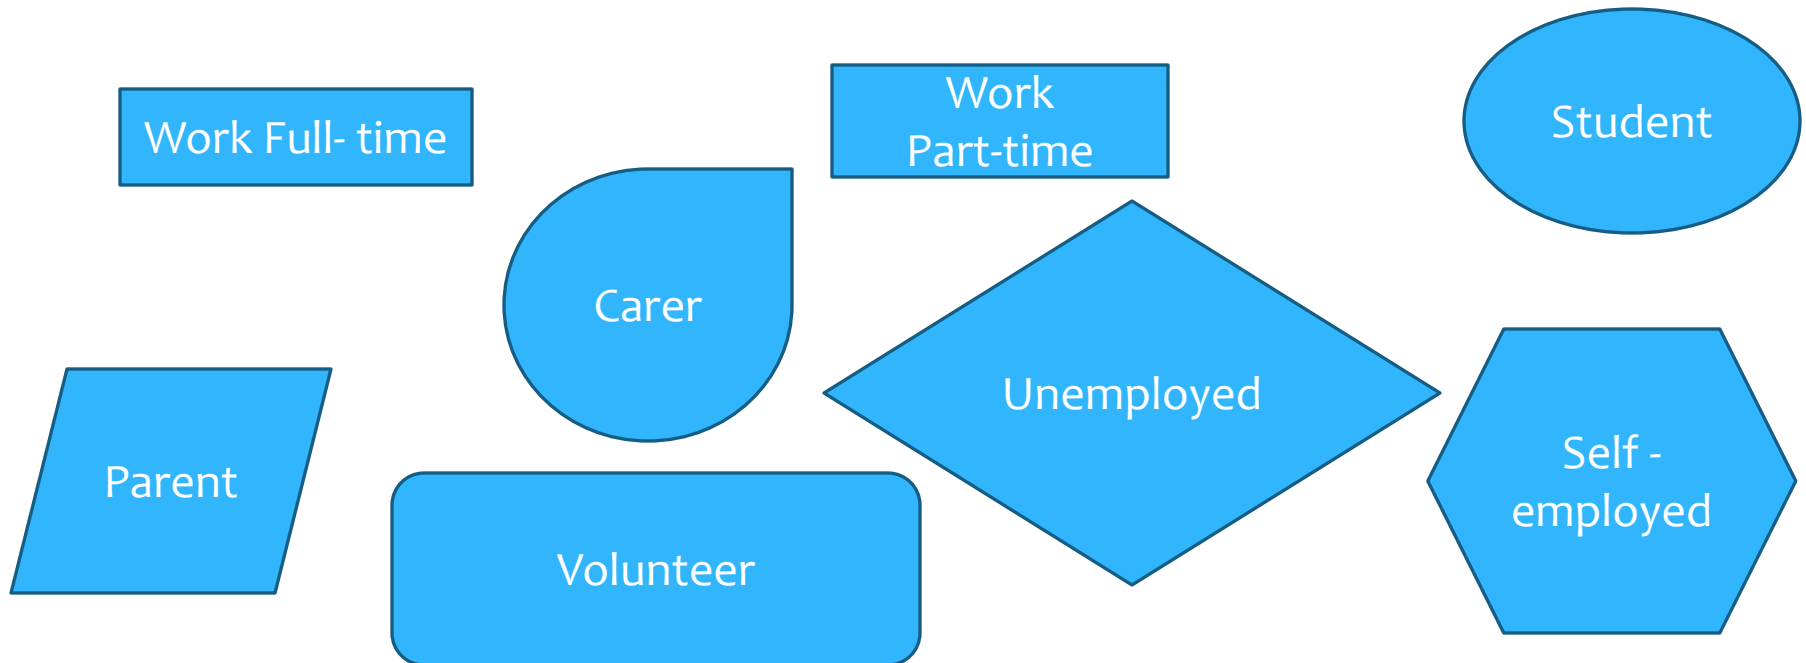 Work Full- time
Work
Part-time
Student
Carer
Unemployed
Parent
Self -
employed
Volunteer